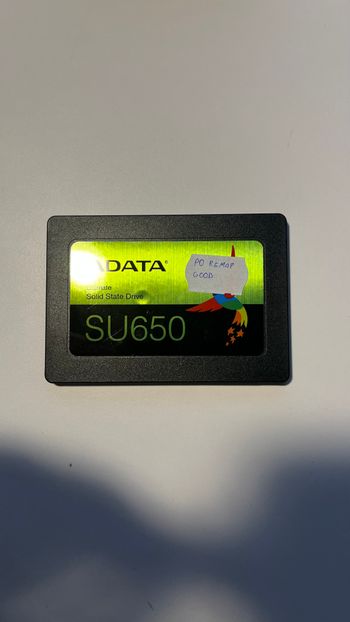 ADATA
PO REMAP
GOOD
Ultimate
Solid State Drive
SU650